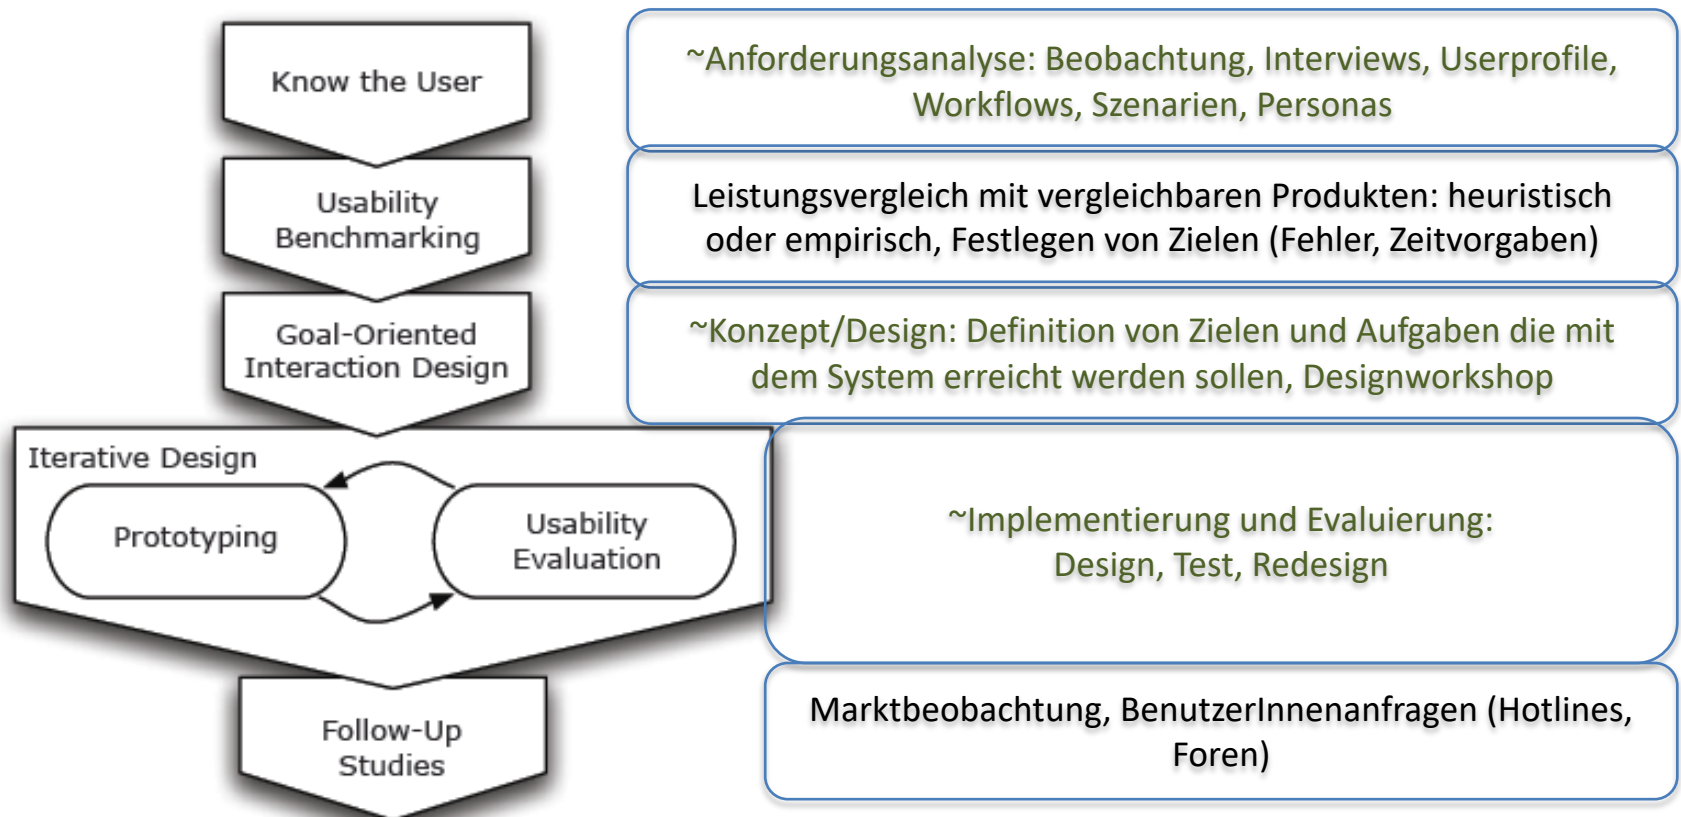 Know the User
~Anforderungsanalyse: Beobachtung, Interviews, Userprofile,
Workflows, Szenarien, Personas
Usability
Benchmarking
Leistungsvergleich mit vergleichbaren Produkten: heuristisch
oder empirisch, Festlegen von Zielen (Fehler, Zeitvorgaben)
Goal-Oriented
Interaction Design
~Konzept/Design: Definition von Zielen und Aufgaben die mit
dem System erreicht werden sollen, Designworkshop
Iterative Design
Prototyping
Usability
Evaluation
~Implementierung und Evaluierung:
Design, Test, Redesign
Follow-Up
Studies
Marktbeobachtung, BenutzerInnenanfragen (Hotlines,
Foren)